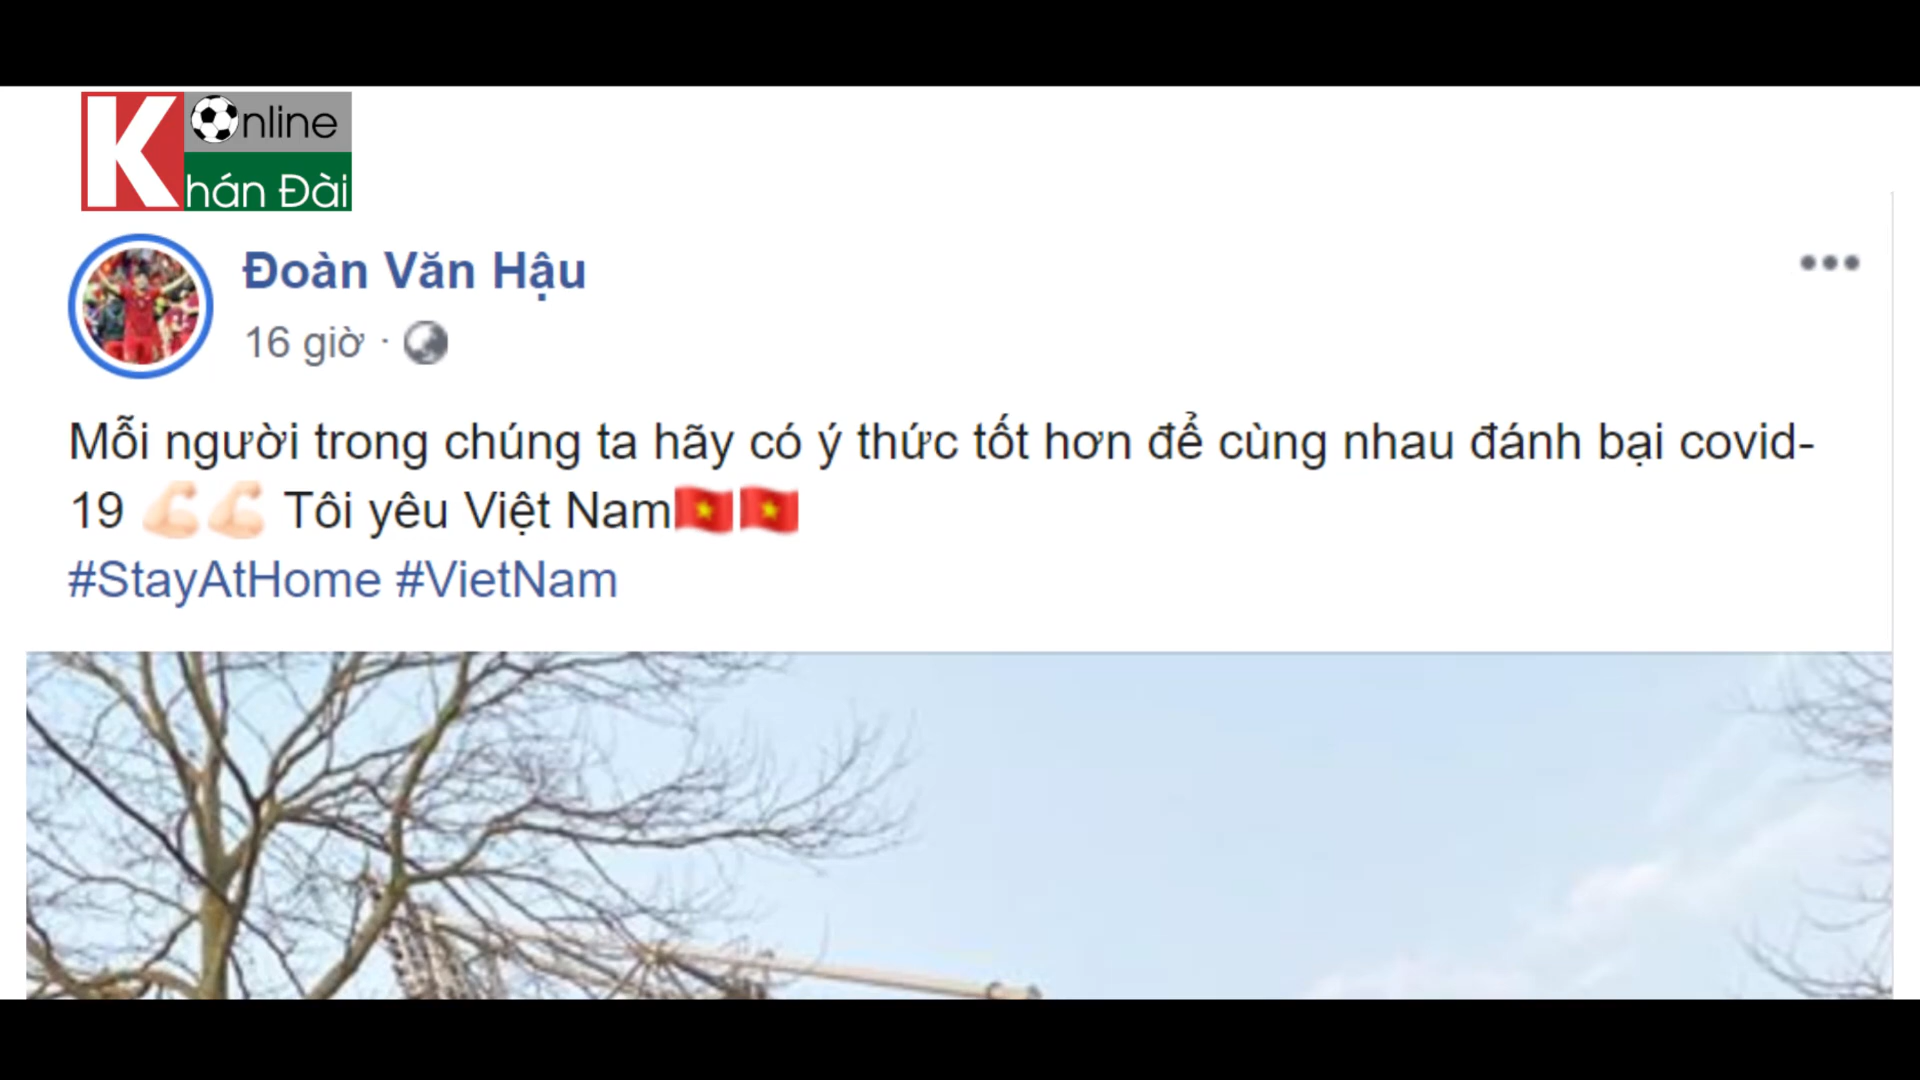 Online
Khán Đài
Đoàn Văn Hậu
16 giờ ·
Mỗi người trong chúng ta hãy có ý thức tốt hơn để cùng nhau đánh bại covid-
19 💪🏻💪🏻 Tôi yêu Việt Nam🇻🇳🇻🇳
#StayAtHome #VietNam